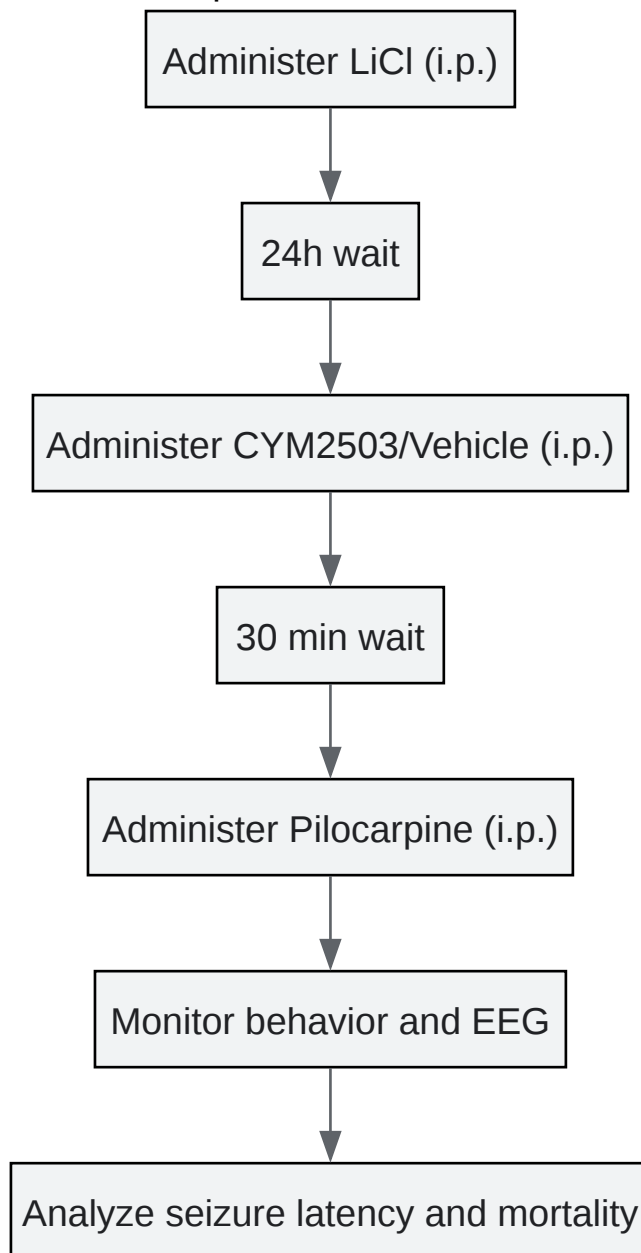 Administer LiCl (i.p.)
24h wait
Administer CYM2503/Vehicle (i.p.)
30 min wait
Administer Pilocarpine (i.p.)
Monitor behavior and EEG
Analyze seizure latency and mortality